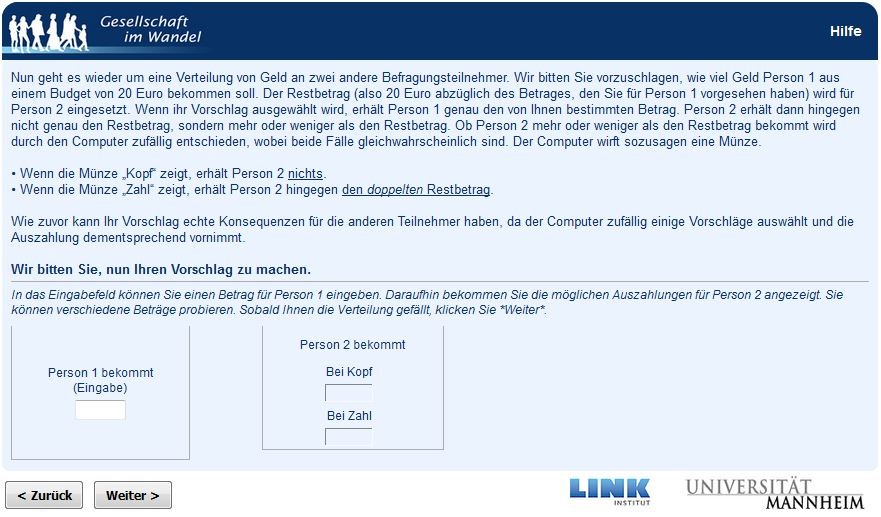 Gesellschaft
im Wandel
Hilfe
Nun geht es wieder um eine Verteilung von Geld an zwei andere Befragungsteilnehmer. Wir bitten Sie vorzuschlagen, wie viel Geld Person 1 aus
einem Budget von 20 Euro bekommen soll. Der Restbetrag (also 20 Euro abzüglich des Betrages, den Sie für Person 1 vorgesehen haben) wird für
Person 2 eingesetzt. Wenn ihr Vorschlag ausgewählt wird, erhält Person 1 genau den von Ihnen bestimmten Betrag. Person 2 erhält dann hingegen
nicht genau den Restbetrag, sondern mehr oder weniger als den Restbetrag. Ob Person 2 mehr oder weniger als den Restbetrag bekommt wird
durch den Computer zufällig entschieden, wobei beide Fälle gleichwahrscheinlich sind. Der Computer wirft sozusagen eine Münze.
• Wenn die Münze „Kopf“ zeigt, erhält Person 2 nichts.
• Wenn die Münze „Zahl“ zeigt, erhält Person 2 hingegen den doppelten Restbetrag.
Wie zuvor kann Ihr Vorschlag echte Konsequenzen für die anderen Teilnehmer haben, da der Computer zufällig einige Vorschläge auswählt und die
Auszahlung dementsprechend vornimmt.
Wir bitten Sie, nun Ihren Vorschlag zu machen.
In das Eingabefeld können Sie einen Betrag für Person 1 eingeben. Daraufhin bekommen Sie die möglichen Auszahlungen für Person 2 angezeigt. Sie
können verschiedene Beträge probieren. Sobald Ihnen die Verteilung gefällt, klicken Sie *Weiter*.
Person 1 bekommt
(Eingabe)
Person 2 bekommt
Bei Kopf
Bei Zahl
< Zurück
Weiter >
LINK
INSTITUT
UNIVERSITÄT
MANNHEIM